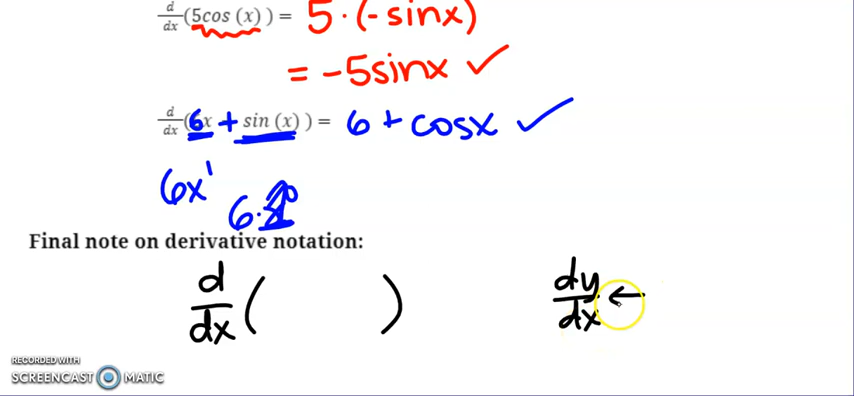 d/dx (5cos (x)) = 5 · (-sinx)
= -5sinx ✓
d/dx (6x + sin (x)) = 6 + cosx ✓
6x¹
6·
Final note on derivative notation:
d/dx ( ) dy/dx ←
RECORDED WITH
SCREENCAST MATIC